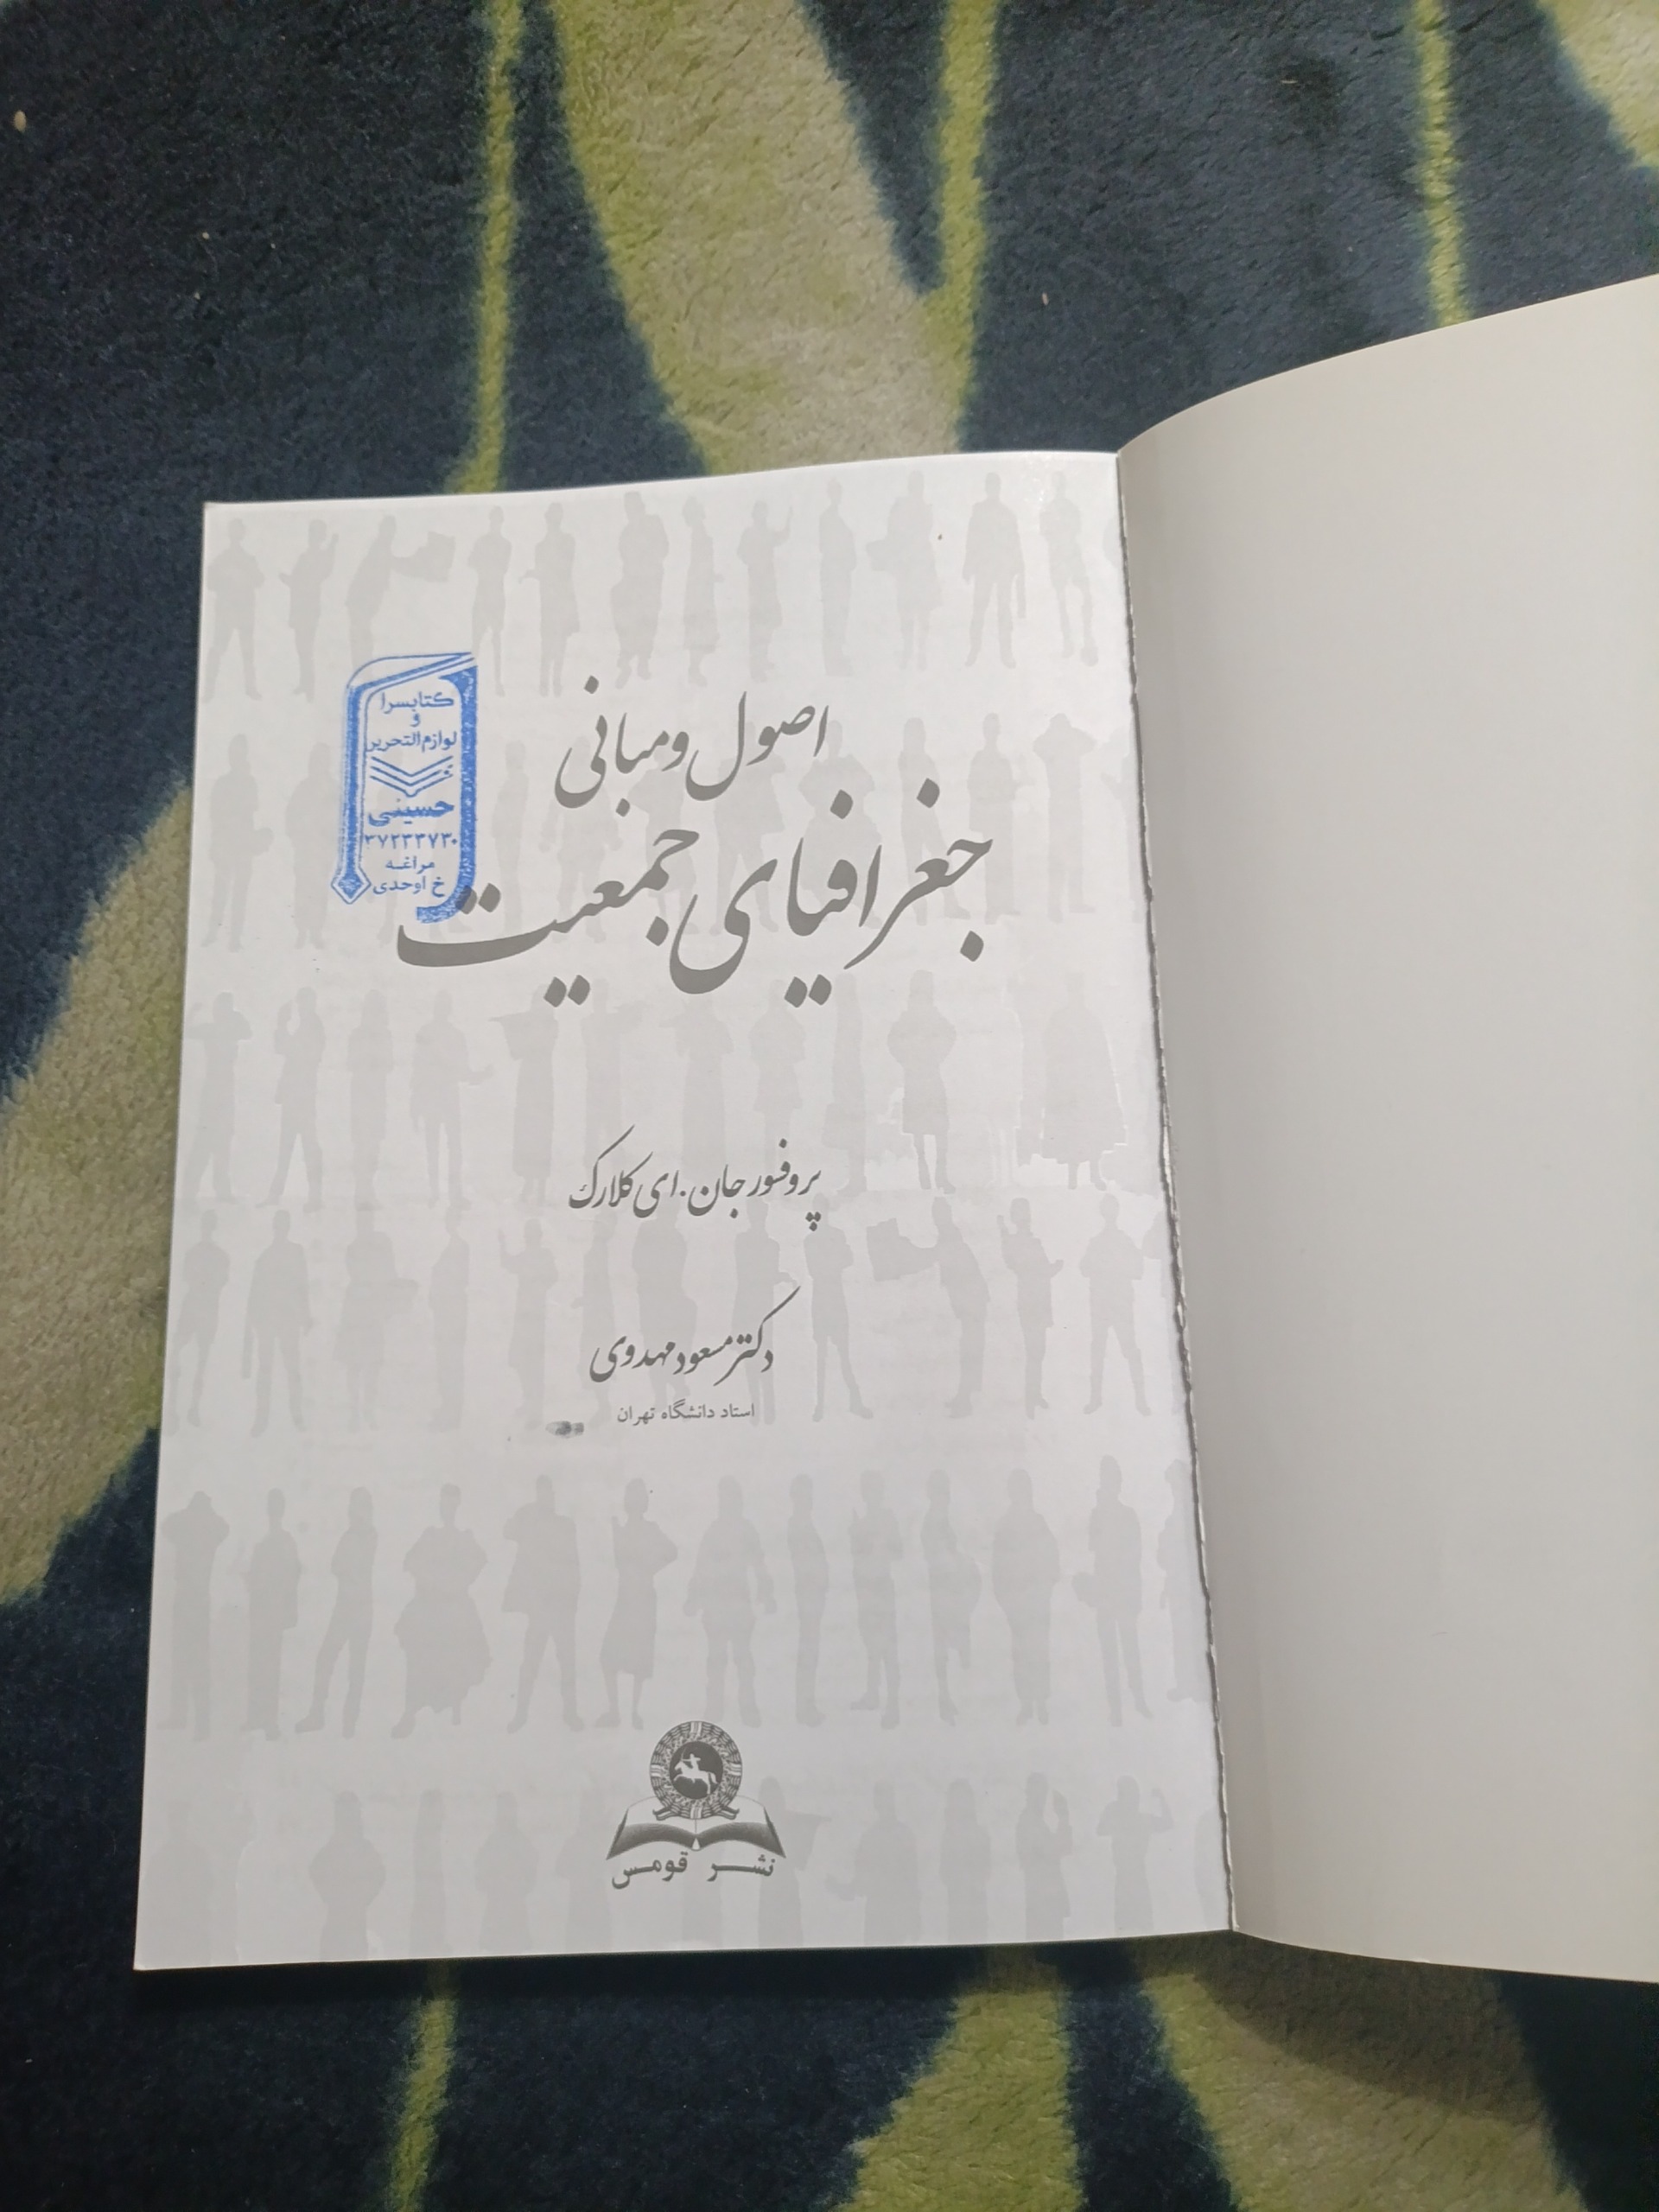 اصول و مبانی
جغرافیای جمعیت
پروفسور جان . ای کلارک
دکتر مسعود مهدوی
استاد دانشگاه تهران
نشر قومس
کتابسرا
و
لوازم التحریر
حسینی
۳۷۲۳۳۷۳۰
مراغه
خ اوحدی